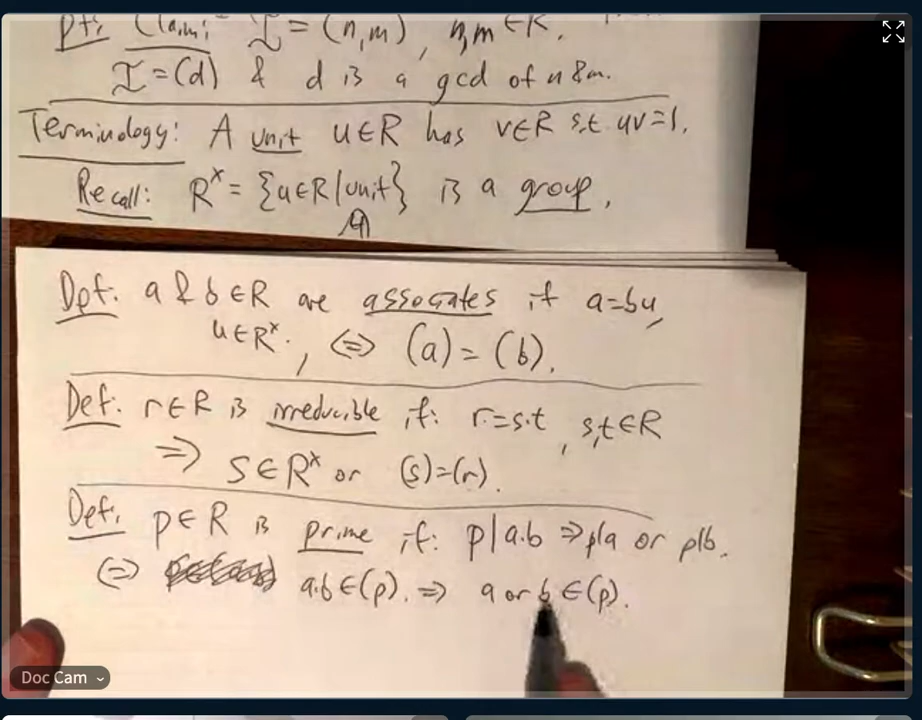 Pf: Claim: I = (n,m), n,m ∈ R.
I = (d) & d is a gcd of n & m.
Terminology: A unit u∈R has v∈R s.t. uv=1.
Recall: R^x = {u∈R | unit} is a group.
Def. a & b ∈R are associates if a=bu,
u∈R^x. , ⇔ (a) = (b).
Def. r∈R is irreducible if: r=s.t , s,t∈R
⇒ s∈R^x or (s)=(r).
Def. p∈R is prime if: p|a.b ⇒ p|a or p|b.
⇔ a.b∈(p). ⇒ a or b ∈(p).
Doc Cam